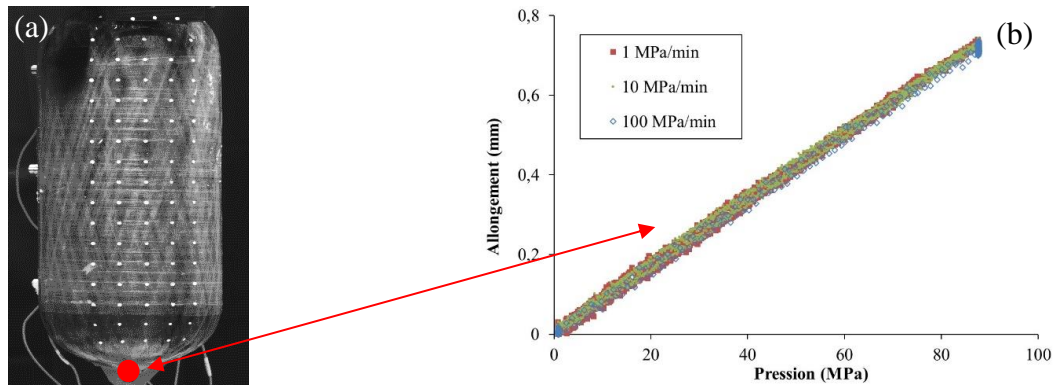 (a)
(b)
0,8
0,6
0,4
0,2
0
Allongement (mm)
1 MPa/min
10 MPa/min
100 MPa/min
0
20
40
60
80
100
Pression (MPa)